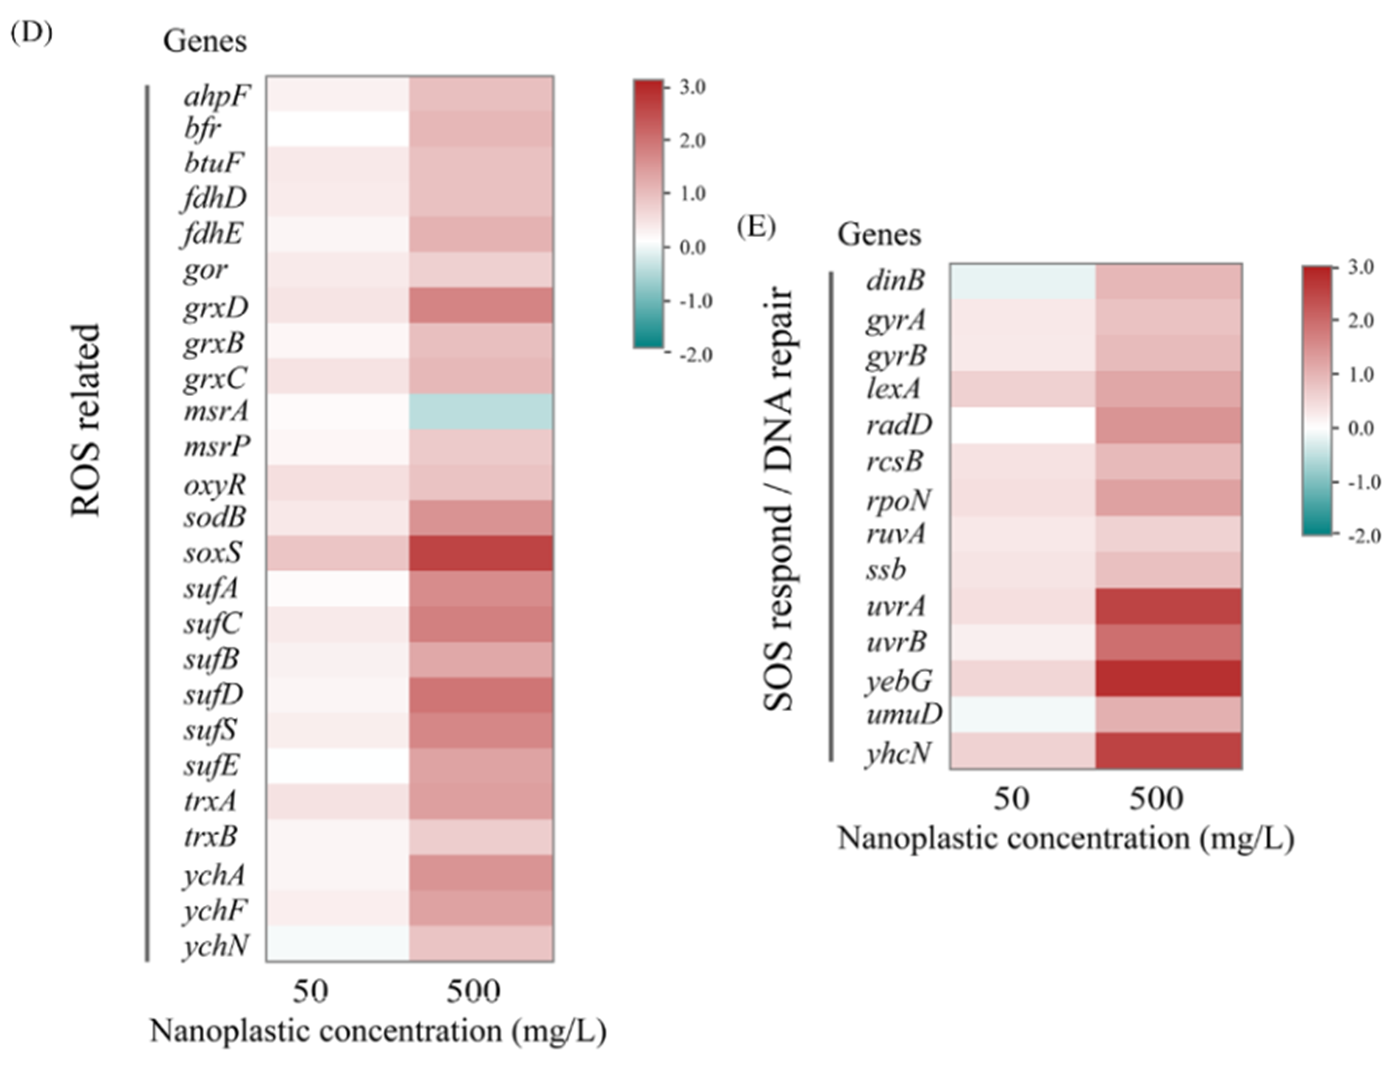 (D)
Genes
ahpF
bfr
btuF
fdhD
fdhE
gor
grxD
grxB
grxC
msrA
msrP
oxyR
sodB
soxS
sufA
sufC
sufB
sufD
sufS
sufE
trxA
trxB
ychA
ychF
ychN
ROS related
50 500
Nanoplastic concentration (mg/L)
3.0
2.0
1.0
0.0
-1.0
-2.0
(E)
Genes
dinB
gyrA
gyrB
lexA
radD
rcsB
rpoN
ruvA
ssb
uvrA
uvrB
yebG
umuD
yhcN
SOS respond / DNA repair
50 500
Nanoplastic concentration (mg/L)
3.0
2.0
1.0
0.0
-1.0
-2.0